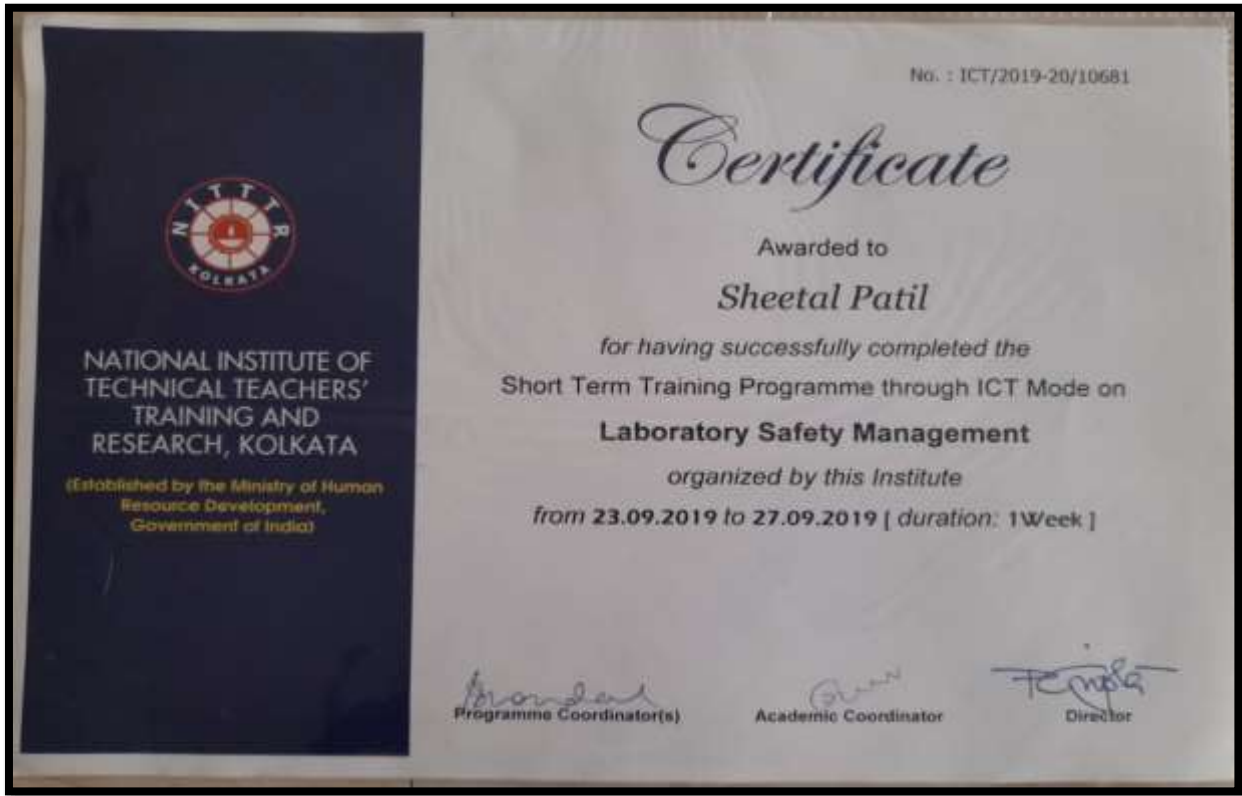 NITTTR
KOLKATA
NATIONAL INSTITUTE OF
TECHNICAL TEACHERS'
TRAINING AND
RESEARCH, KOLKATA
(Established by the Ministry of Human
Resource Development,
Government of India)
No. : ICT/2019-20/10681
Certificate
Awarded to
Sheetal Patil
for having successfully completed the
Short Term Training Programme through ICT Mode on
Laboratory Safety Management
organized by this Institute
from 23.09.2019 to 27.09.2019 [ duration: 1Week ]
Programme Coordinator(s)
Academic Coordinator
Director